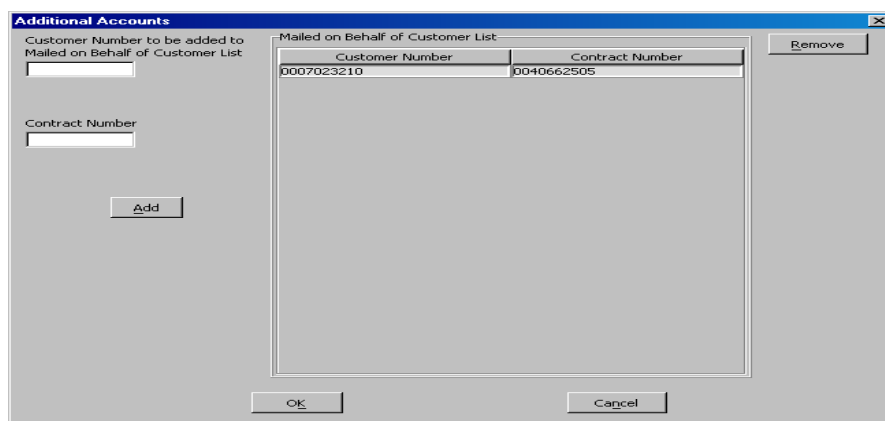 Additional Accounts
Customer Number to be added to
Mailed on Behalf of Customer List
Contract Number
Add
Mailed on Behalf of Customer List
Customer Number Contract Number
0007023210 0040662505
Remove
OK Cancel